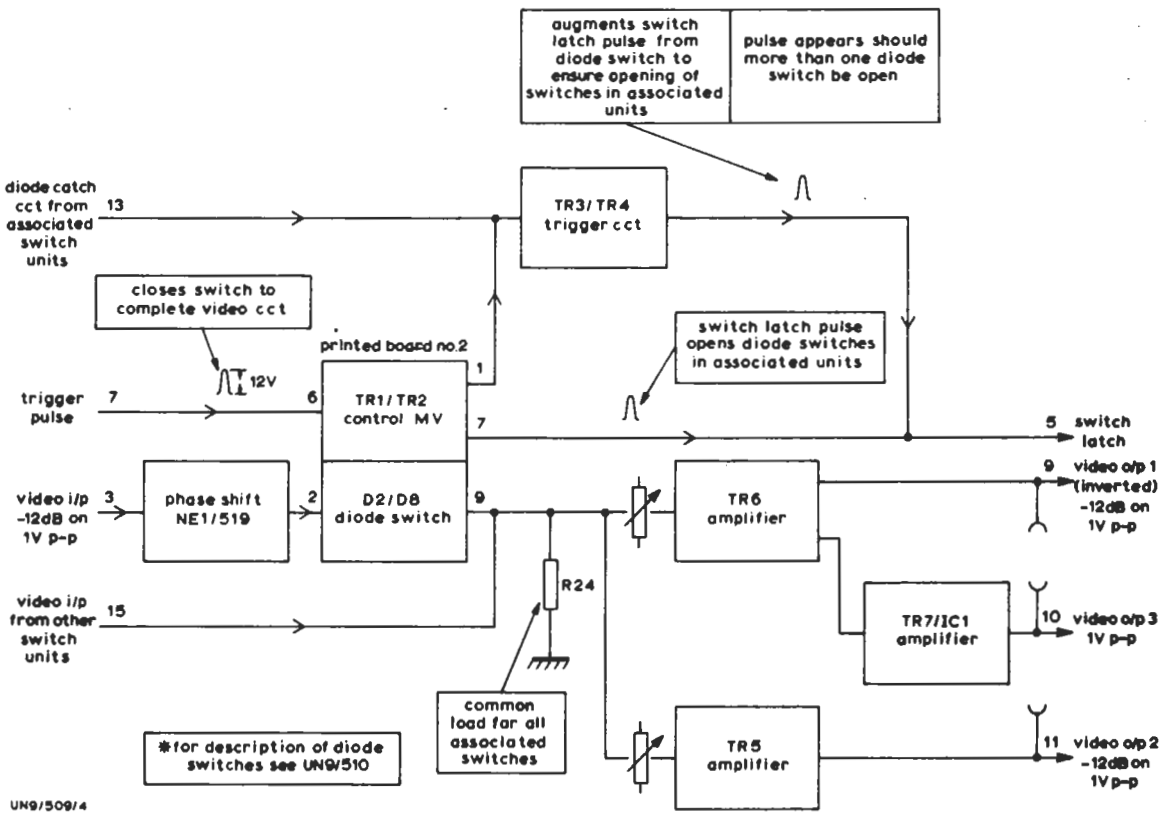 augments switch
latch pulse from
diode switch to
ensure opening of
switches in associated
units
pulse appears should
more than one diode
switch be open
diode catch
cct from
associated
switch
units
13
TR3/TR4
trigger cct
closes switch to
complete video cct
12V
printed board no.2
switch latch pulse
opens diode switches
in associated units
trigger
pulse
7
6
TR1/TR2
control MV
1
7
5
switch
latch
video i/p
-12dB on
1V p-p
3
phase shift
NE1/519
2
D2/D8
diode switch
9
TR6
amplifier
9
video o/p 1
(inverted)
-12dB on
1V p-p
R24
video i/p
from other
switch
units
15
TR7/IC1
amplifier
10
video o/p 3
1V p-p
common
load for all
associated
switches
TR5
amplifier
11
video o/p 2
-12dB on
1V p-p
*for description of diode
switches see UN9/510
UN9/509/4